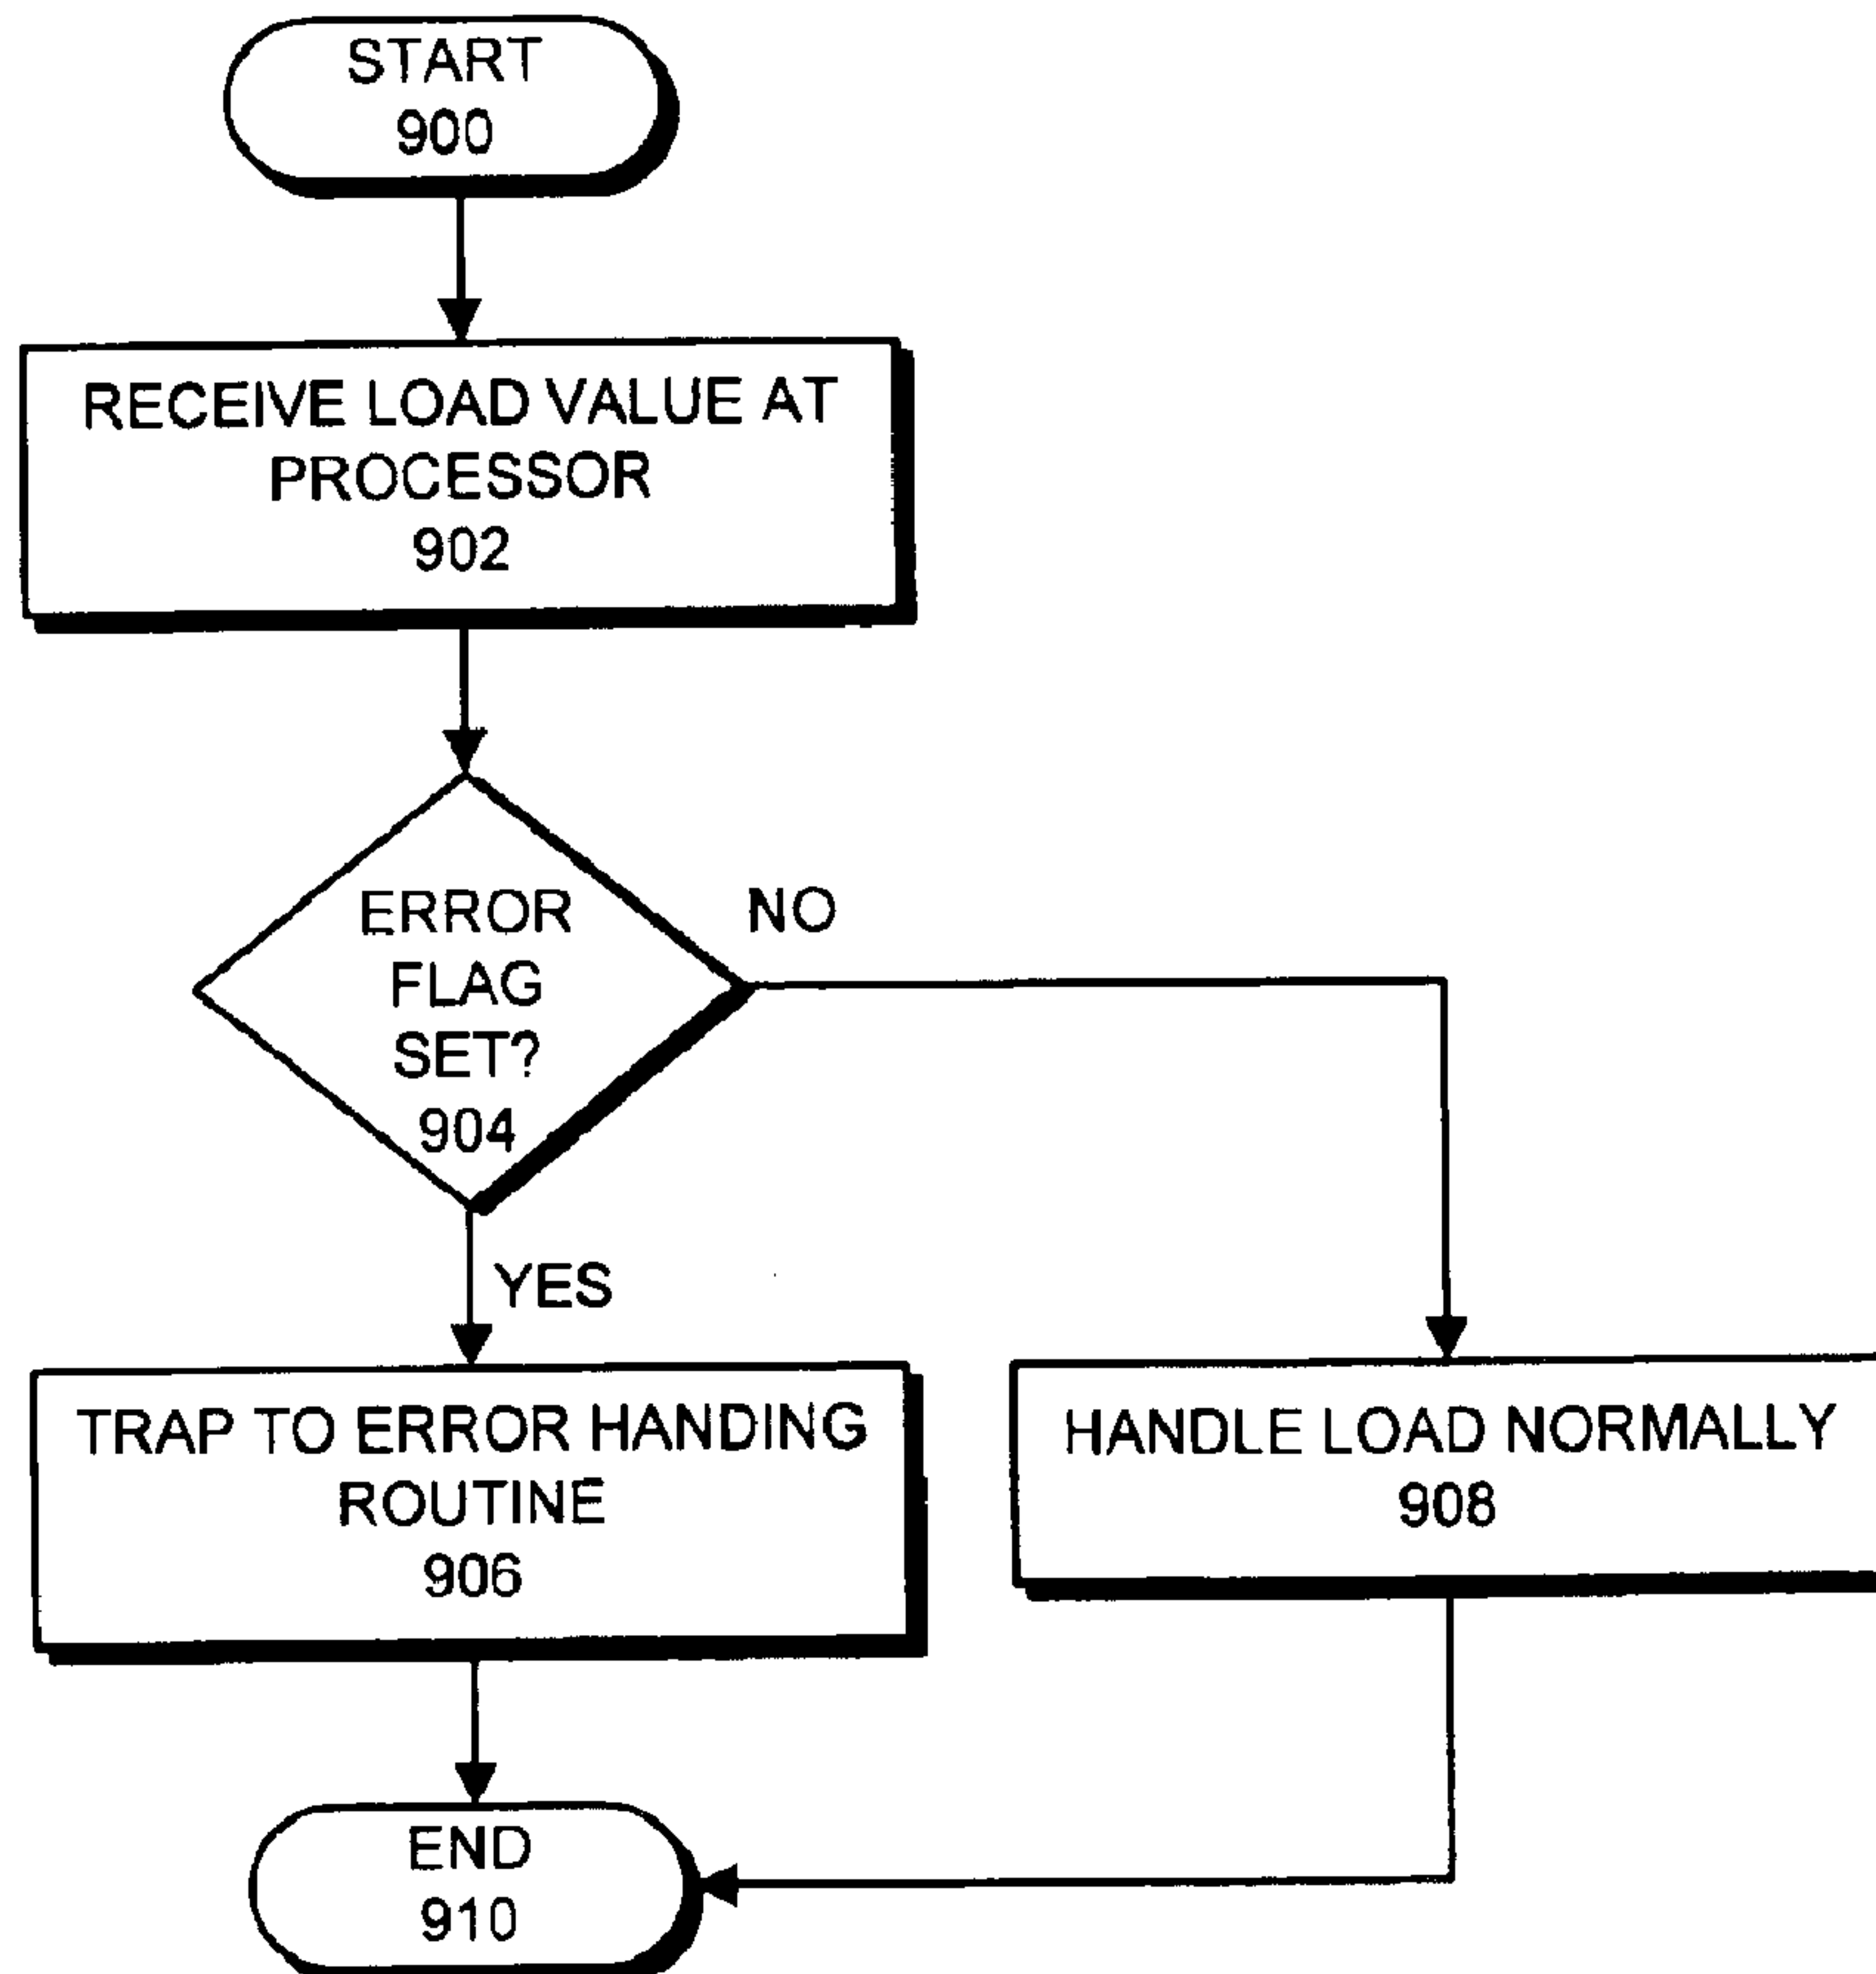 START
900
RECEIVE LOAD VALUE AT
PROCESSOR
902
ERROR
FLAG
SET?
904
NO
YES
TRAP TO ERROR HANDING
ROUTINE
906
HANDLE LOAD NORMALLY
908
END
910